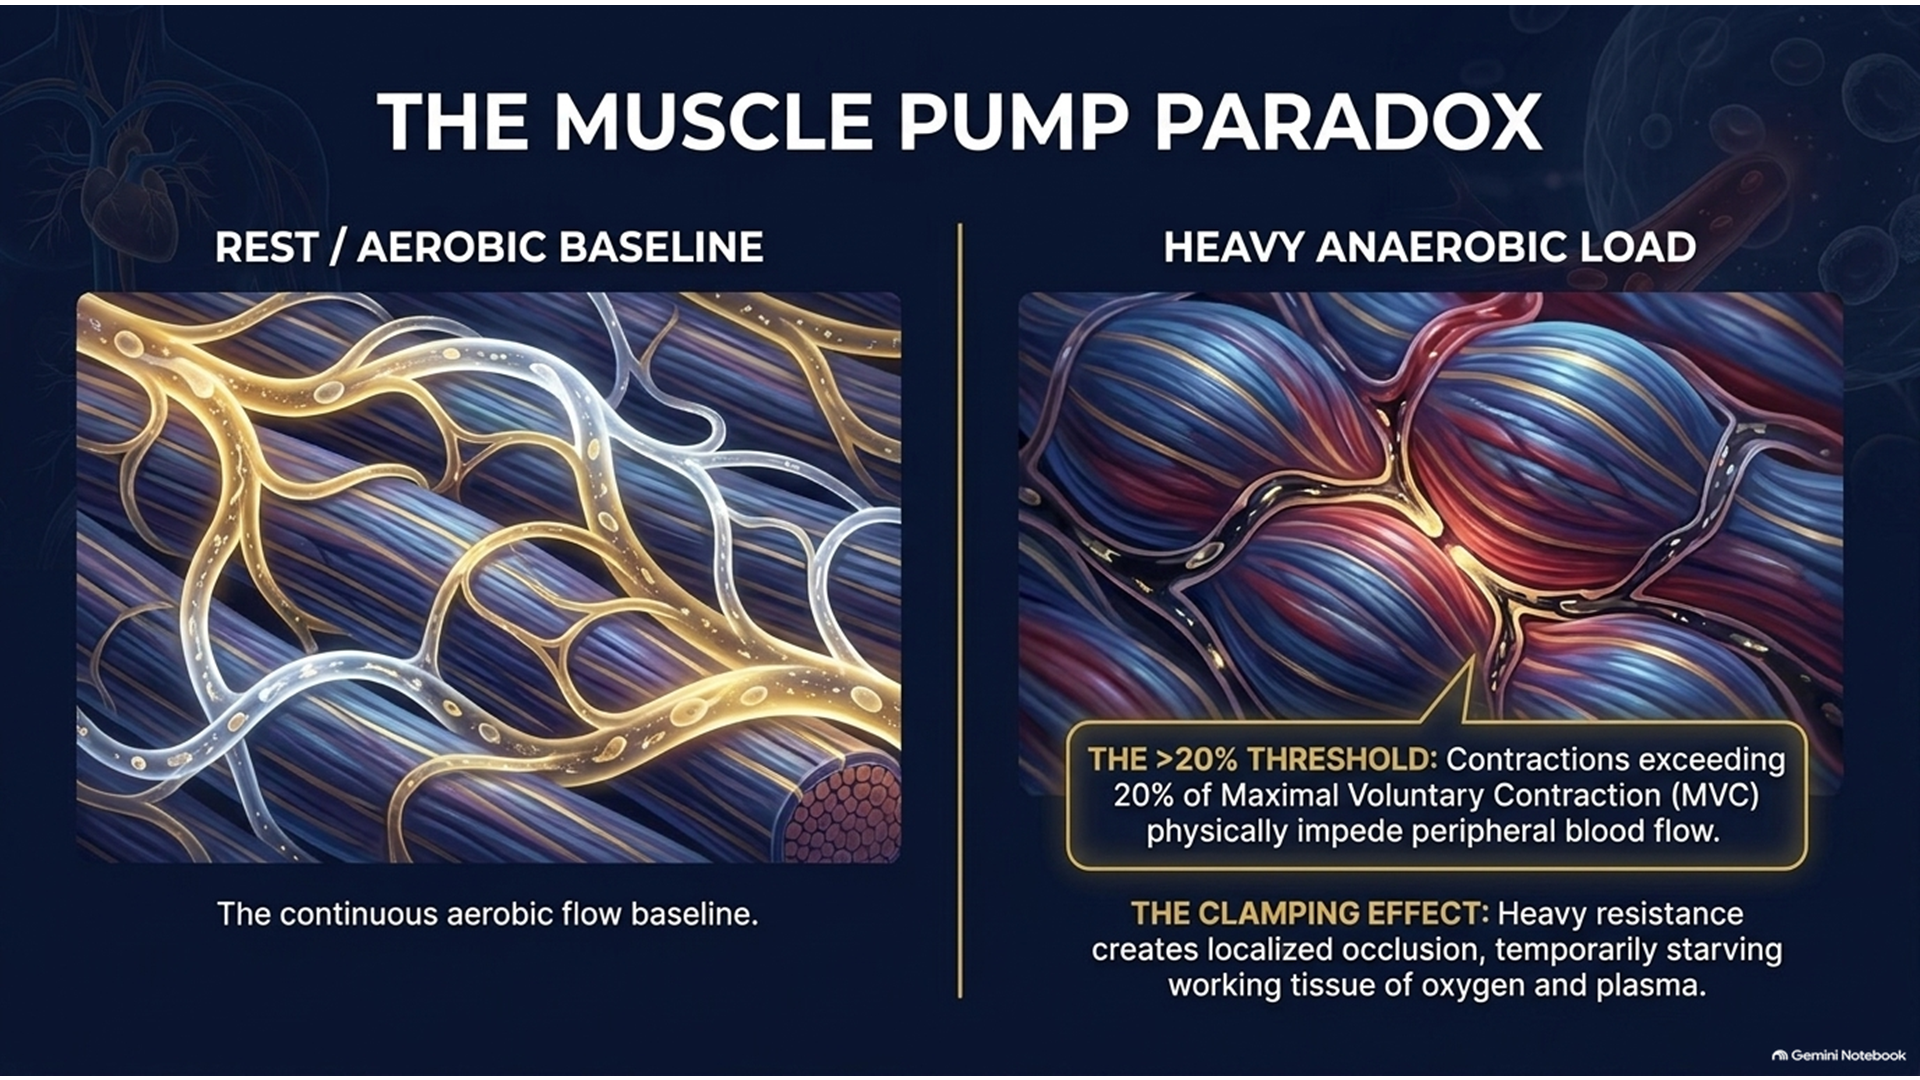 THE MUSCLE PUMP PARADOX
REST / AEROBIC BASELINE
The continuous aerobic flow baseline.
HEAVY ANAEROBIC LOAD
THE >20% THRESHOLD: Contractions exceeding
20% of Maximal Voluntary Contraction (MVC)
physically impede peripheral blood flow.
THE CLAMPING EFFECT: Heavy resistance
creates localized occlusion, temporarily starving
working tissue of oxygen and plasma.
Gemini Notebook